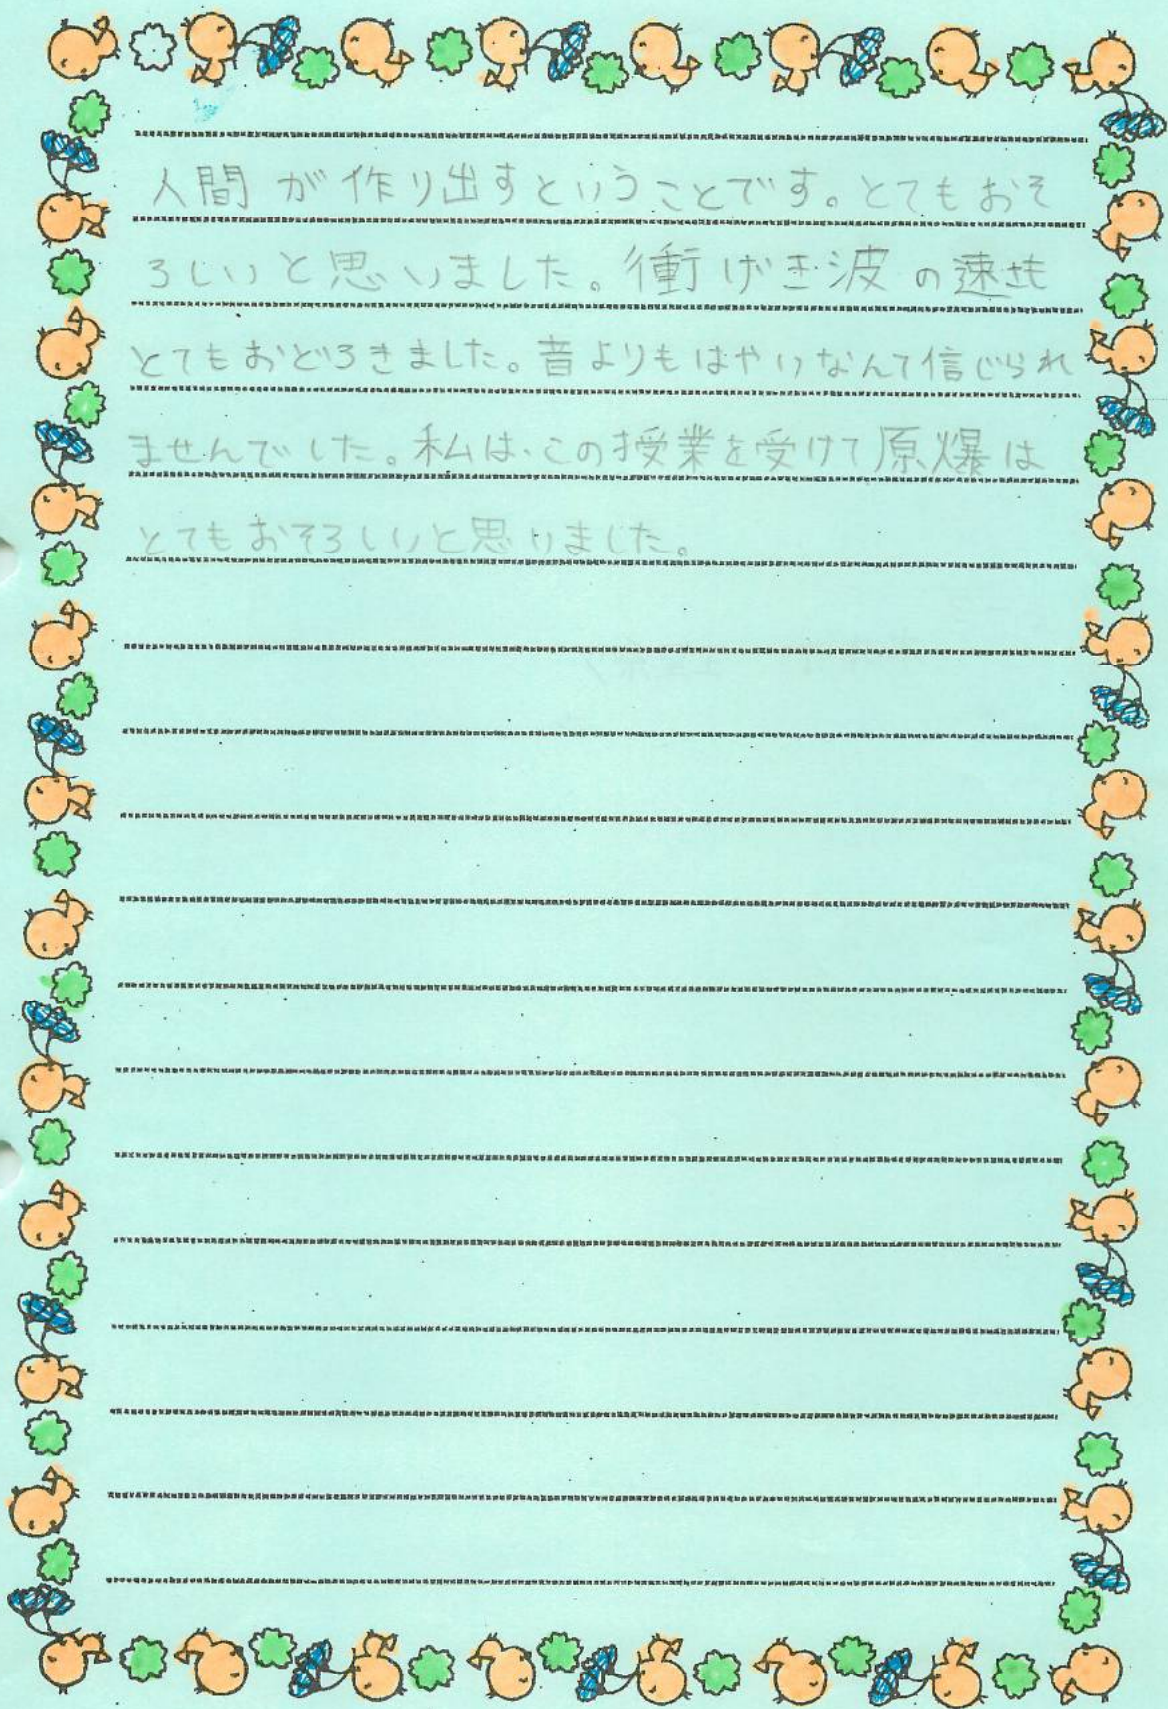 人間が作り出すということです。とてもおそ
ろしいと思いました。衝げき波の速さも
とてもおどろきました。音よりもはやいなんて信じられ
ませんでした。私は、この授業を受けて原爆は
とてもおそろしいと思いました。